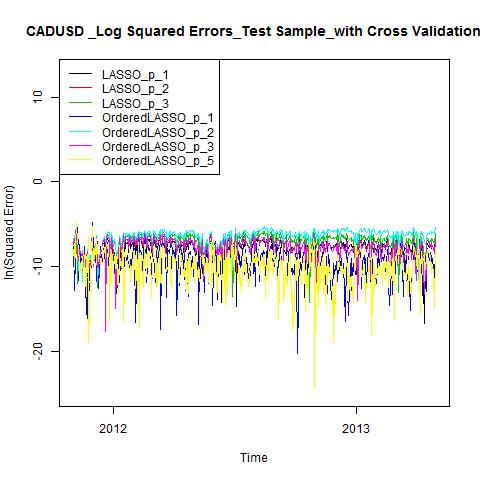 CADUSD _Log Squared Errors_Test Sample_with Cross Validation
LASSO_p_1
LASSO_p_2
LASSO_p_3
OrderedLASSO_p_1
OrderedLASSO_p_2
OrderedLASSO_p_3
OrderedLASSO_p_5
ln(Squared Error)
10
0
-10
-20
2012
2013
Time